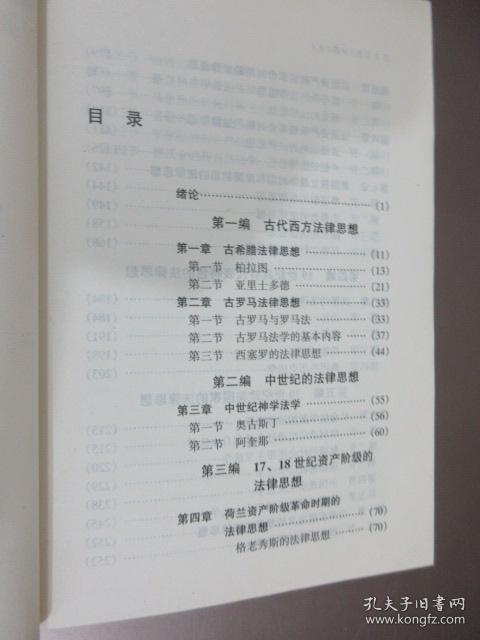 目 录
绪论 (1)
第一编 古代西方法律思想
第一章 古希腊法律思想 (11)
第一节 柏拉图 (13)
第二节 亚里士多德 (21)
第二章 古罗马法律思想 (33)
第一节 古罗马与罗马法 (33)
第二节 古罗马法学的基本内容 (37)
第三节 西塞罗的法律思想 (44)
第二编 中世纪的法律思想
第三章 中世纪神学法学 (55)
第一节 奥古斯丁 (56)
第二节 阿奎那 (60)
第三编 17、18世纪资产阶级的
法律思想
第四章 荷兰资产阶级革命时期的
法律思想 (70)
格老秀斯的法律思想 (70)
孔夫子旧书网
www.kongfz.com